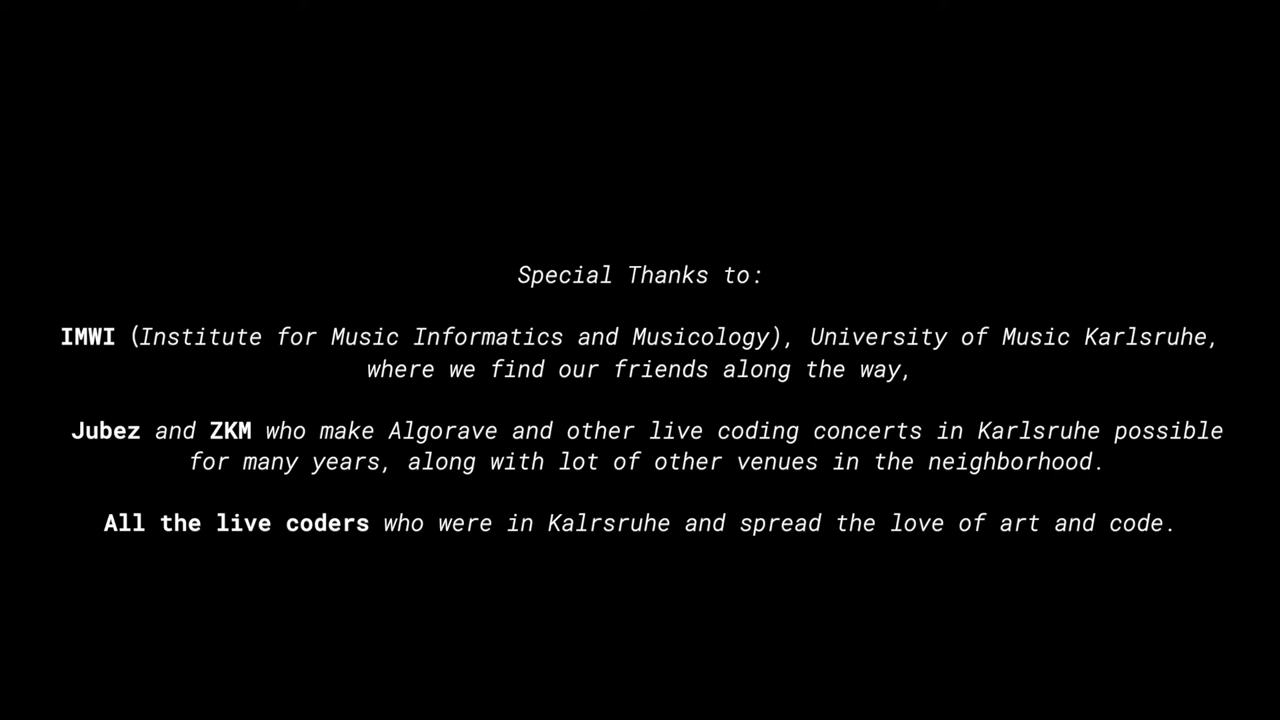 Special Thanks to:
IMWI (Institute for Music Informatics and Musicology), University of Music Karlsruhe,
where we find our friends along the way,
Jubez and ZKM who make Algorave and other live coding concerts in Karlsruhe possible
for many years, along with lot of other venues in the neighborhood.
All the live coders who were in Kalrsruhe and spread the love of art and code.